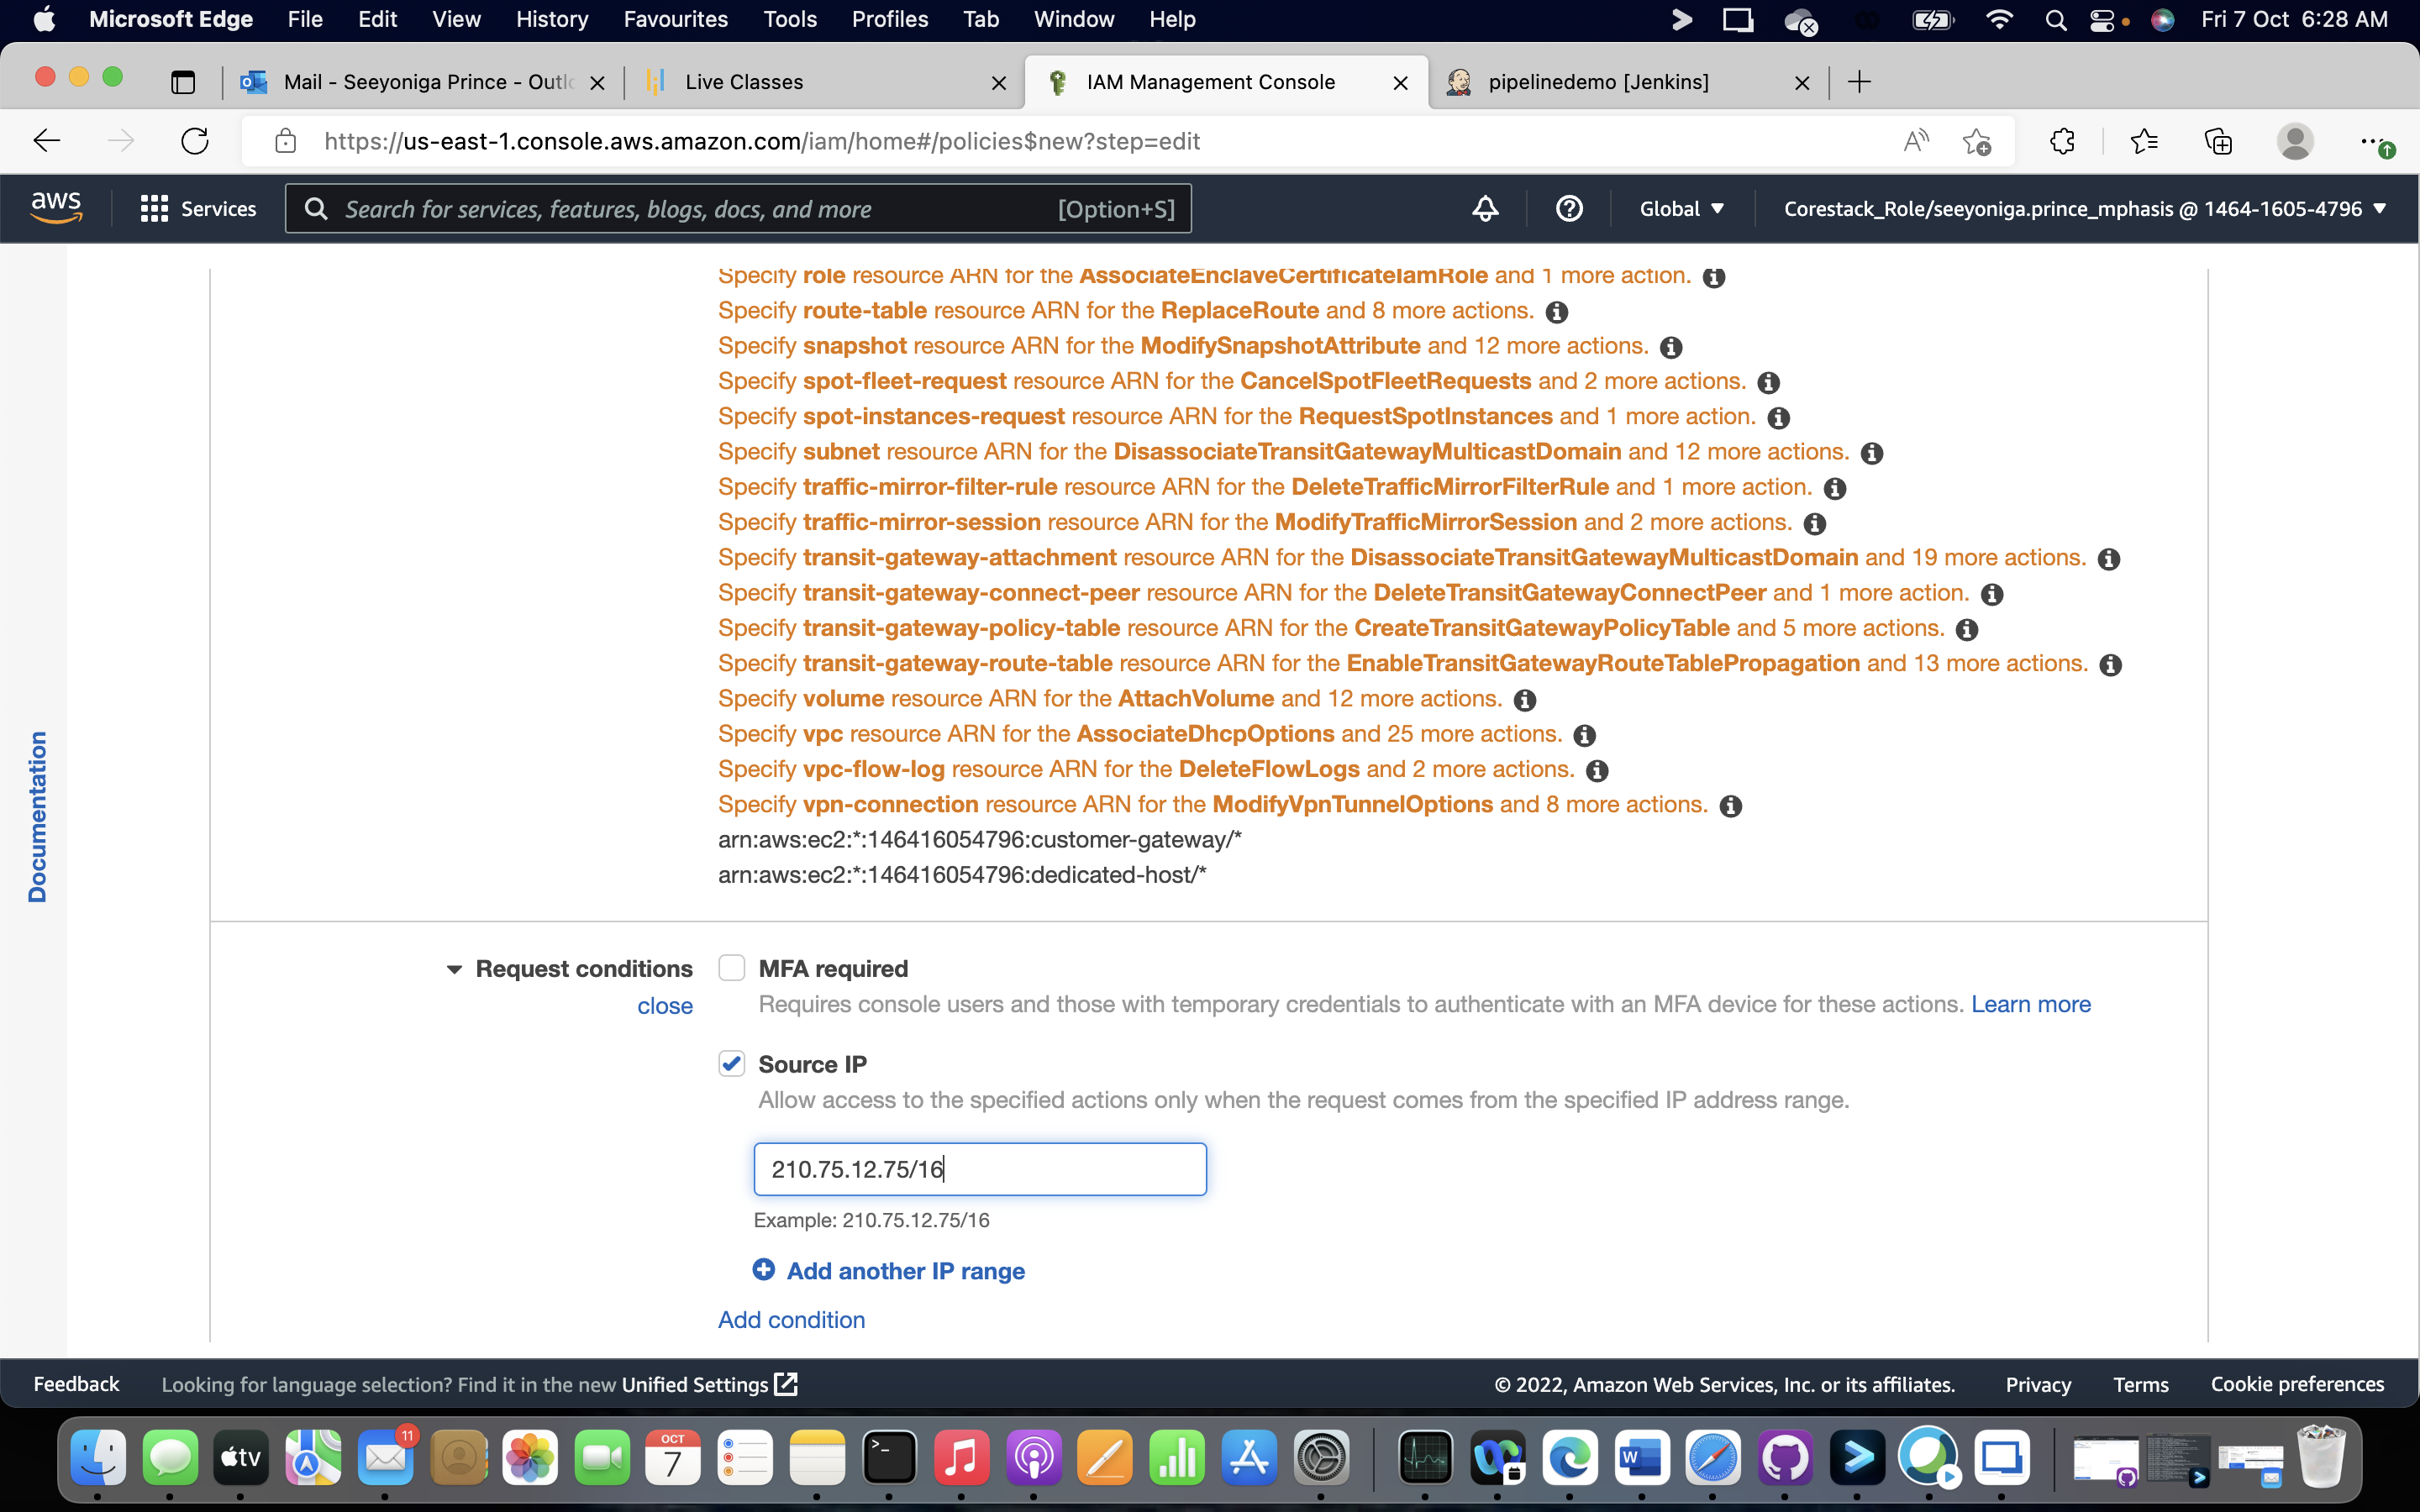 Microsoft Edge File Edit View History Favourites Tools Profiles Tab Window Help Fri 7 Oct 6:28 AM
Mail - Seeyoniga Prince - Outlo Live Classes IAM Management Console pipelinedemo [Jenkins]
https://us-east-1.console.aws.amazon.com/iam/home#/policies$new?step=edit
aws Services Search for services, features, blogs, docs, and more [Option+S] Global Corestack_Role/seeyoniga.prince_mphasis @ 1464-1605-4796
Specify role resource ARN for the AssociateEnclaveCertificateIamRole and 1 more action.
Specify route-table resource ARN for the ReplaceRoute and 8 more actions.
Specify snapshot resource ARN for the ModifySnapshotAttribute and 12 more actions.
Specify spot-fleet-request resource ARN for the CancelSpotFleetRequests and 2 more actions.
Specify spot-instances-request resource ARN for the RequestSpotInstances and 1 more action.
Specify subnet resource ARN for the DisassociateTransitGatewayMulticastDomain and 12 more actions.
Specify traffic-mirror-filter-rule resource ARN for the DeleteTrafficMirrorFilterRule and 1 more action.
Specify traffic-mirror-session resource ARN for the ModifyTrafficMirrorSession and 2 more actions.
Specify transit-gateway-attachment resource ARN for the DisassociateTransitGatewayMulticastDomain and 19 more actions.
Specify transit-gateway-connect-peer resource ARN for the DeleteTransitGatewayConnectPeer and 1 more action.
Specify transit-gateway-policy-table resource ARN for the CreateTransitGatewayPolicyTable and 5 more actions.
Specify transit-gateway-route-table resource ARN for the EnableTransitGatewayRouteTablePropagation and 13 more actions.
Specify volume resource ARN for the AttachVolume and 12 more actions.
Specify vpc resource ARN for the AssociateDhcpOptions and 25 more actions.
Specify vpc-flow-log resource ARN for the DeleteFlowLogs and 2 more actions.
Specify vpn-connection resource ARN for the ModifyVpnTunnelOptions and 8 more actions.
arn:aws:ec2:*:146416054796:customer-gateway/*
arn:aws:ec2:*:146416054796:dedicated-host/*
Documentation
Request conditions MFA required
close Requires console users and those with temporary credentials to authenticate with an MFA device for these actions. Learn more
Source IP
Allow access to the specified actions only when the request comes from the specified IP address range.
210.75.12.75/16
Example: 210.75.12.75/16
Add another IP range
Add condition
Feedback Looking for language selection? Find it in the new Unified Settings © 2022, Amazon Web Services, Inc. or its affiliates. Privacy Terms Cookie preferences
tv 11 OCT 7